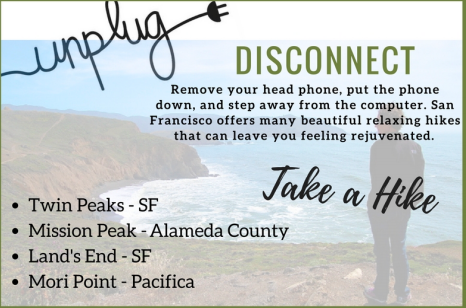 unplug
DISCONNECT
Remove your head phone, put the phone
down, and step away from the computer. San
Francisco offers many beautiful relaxing hikes
that can leave you feeling rejuvenated.
Take a Hike
• Twin Peaks - SF
• Mission Peak - Alameda County
• Land's End - SF
• Mori Point - Pacifica